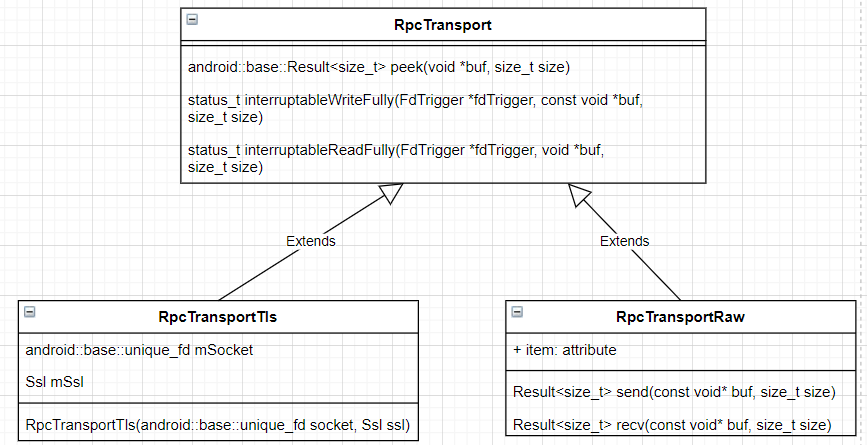 RpcTransport
android::base::Result<size_t> peek(void *buf, size_t size)
status_t interruptableWriteFully(FdTrigger *fdTrigger, const void *buf,
size_t size)
status_t interruptableReadFully(FdTrigger *fdTrigger, void *buf,
size_t size)
Extends
Extends
RpcTransportTls
android::base::unique_fd mSocket
Ssl mSsl
RpcTransportTls(android::base::unique_fd socket, Ssl ssl)
RpcTransportRaw
+ item: attribute
Result<size_t> send(const void* buf, size_t size)
Result<size_t> recv(const void* buf, size_t size)